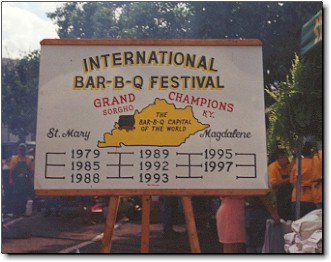 INTERNATIONAL
BAR-B-Q FESTIVAL
GRAND CHAMPIONS
SORGHO KY.
THE
BAR-B-Q CAPITAL
OF THE WORLD
St. Mary Magdalene
1979 1989 1995
1985 1992 1997
1988 1993